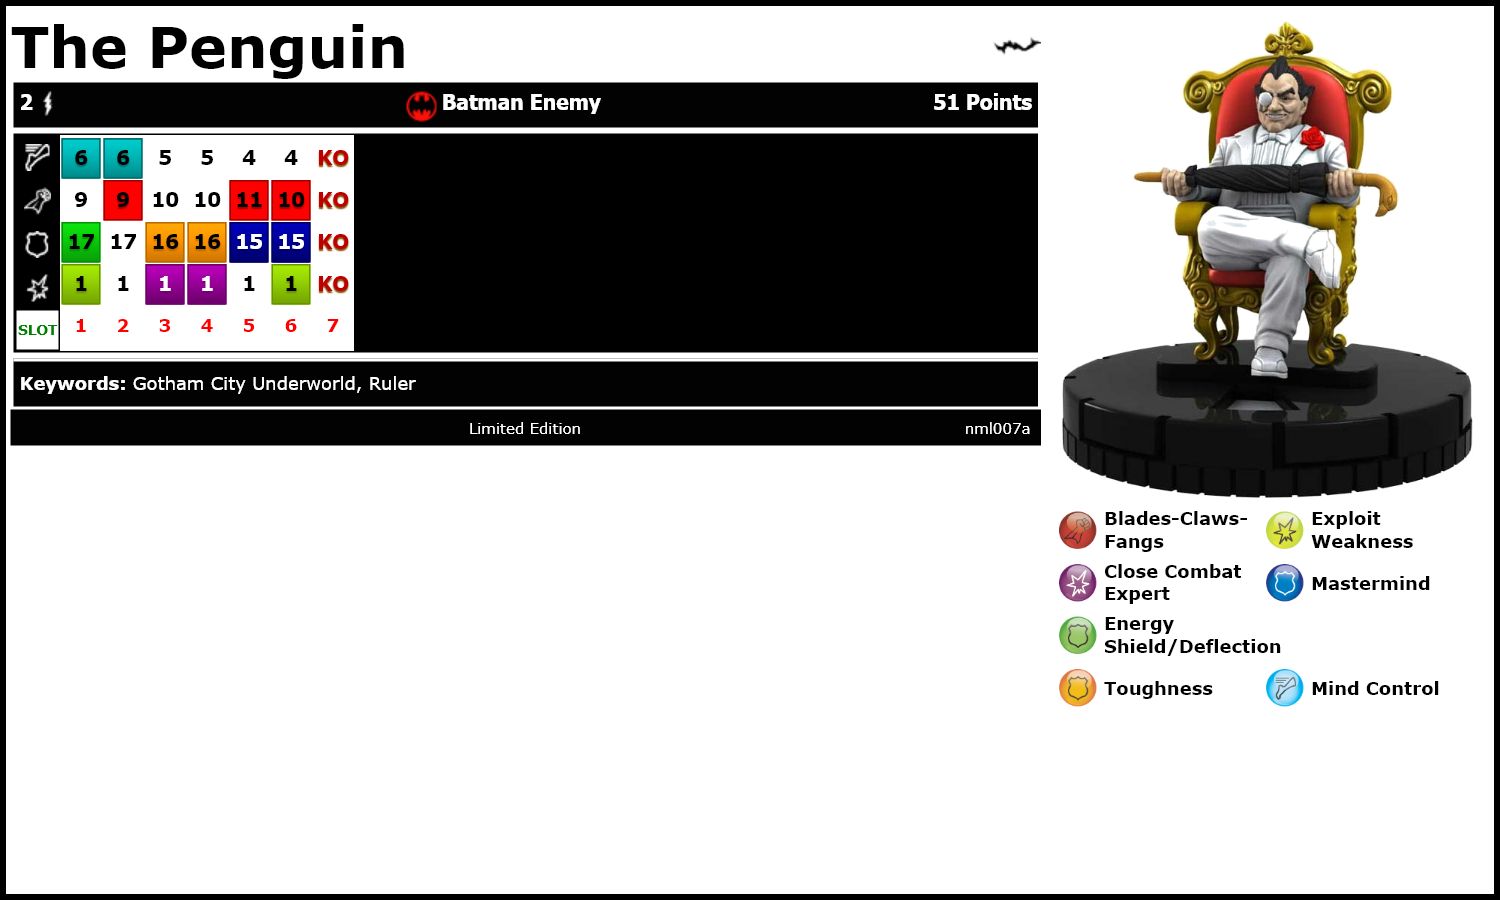 The Penguin
2 Batman Enemy 51 Points
6 6 5 5 4 4 KO
9 9 10 10 11 10 KO
17 17 16 16 15 15 KO
1 1 1 1 1 1 KO
SLOT 1 2 3 4 5 6 7
Keywords: Gotham City Underworld, Ruler
Limited Edition nml007a
Blades-Claws-
Fangs
Exploit
Weakness
Close Combat
Expert
Mastermind
Energy
Shield/Deflection
Toughness
Mind Control